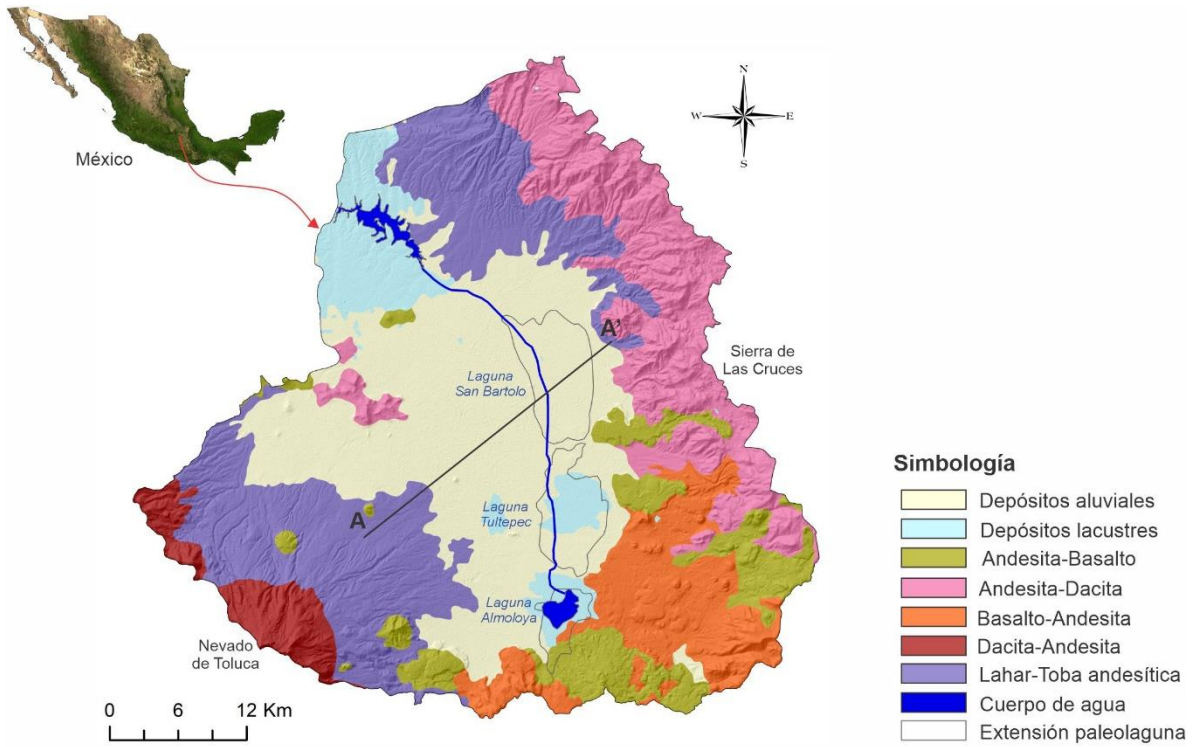 México
N
W
E
S
A'
Sierra de
Las Cruces
Laguna
San Bartolo
A
Laguna
Tultepec
Laguna
Almoloya
Nevado
de Toluca
0 6 12 Km
Simbología
Depósitos aluviales
Depósitos lacustres
Andesita-Basalto
Andesita-Dacita
Basalto-Andesita
Dacita-Andesita
Lahar-Toba andesítica
Cuerpo de agua
Extensión paleolaguna